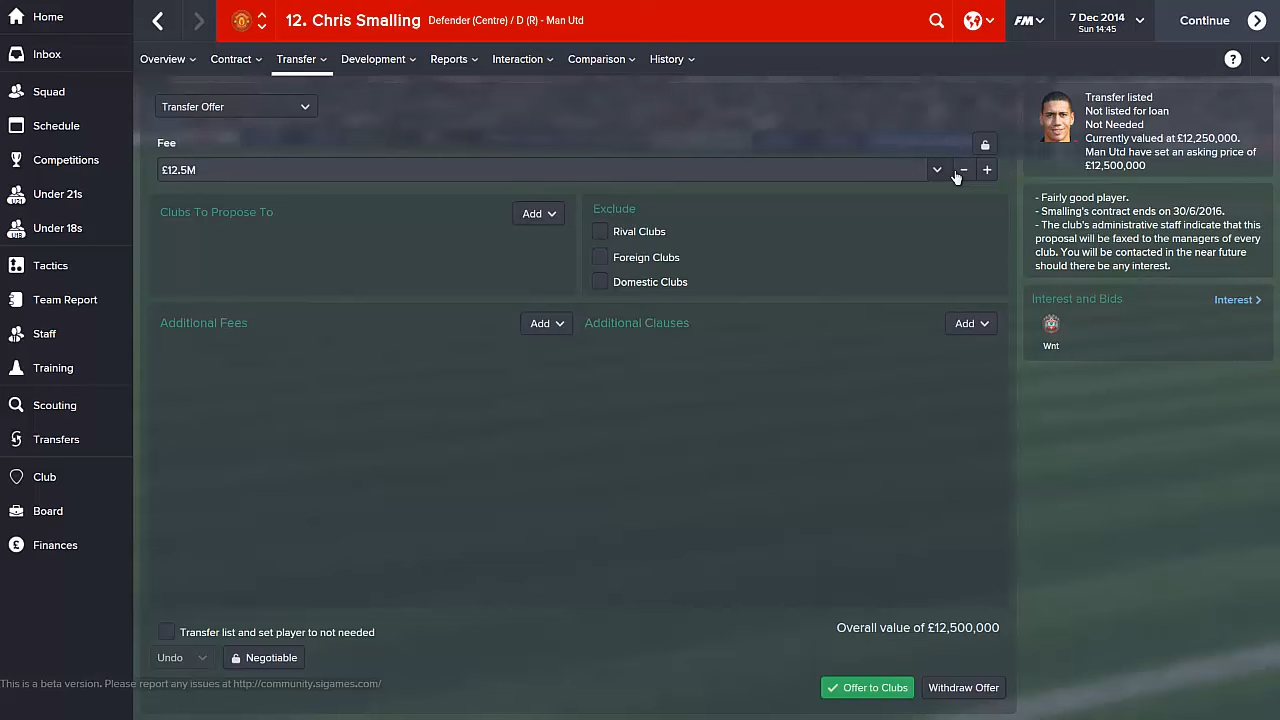 Home
12. Chris Smalling Defender (Centre) / D (R) - Man Utd
FM
7 Dec 2014
Sun 14:45
Continue
Inbox
Overview Contract Transfer Development Reports Interaction Comparison History
?
Squad
Schedule
Competitions
Under 21s
U21
Under 18s
U18
Tactics
Team Report
Staff
Training
Scouting
Transfers
Club
Board
Finances
Transfer Offer
Fee
£12.5M
Clubs To Propose To
Add
Exclude
Rival Clubs
Foreign Clubs
Domestic Clubs
Additional Fees
Add
Additional Clauses
Add
Transfer list and set player to not needed
Overall value of £12,500,000
Undo
Negotiable
This is a beta version. Please report any issues at http://community.sigames.com/
Offer to Clubs
Withdraw Offer
Transfer listed
Not listed for loan
Not Needed
Currently valued at £12,250,000.
Man Utd have set an asking price of
£12,500,000
- Fairly good player.
- Smalling's contract ends on 30/6/2016.
- The club's administrative staff indicate that this
proposal will be faxed to the managers of every
club. You will be contacted in the near future
should there be any interest.
Interest and Bids
Interest
Wnt